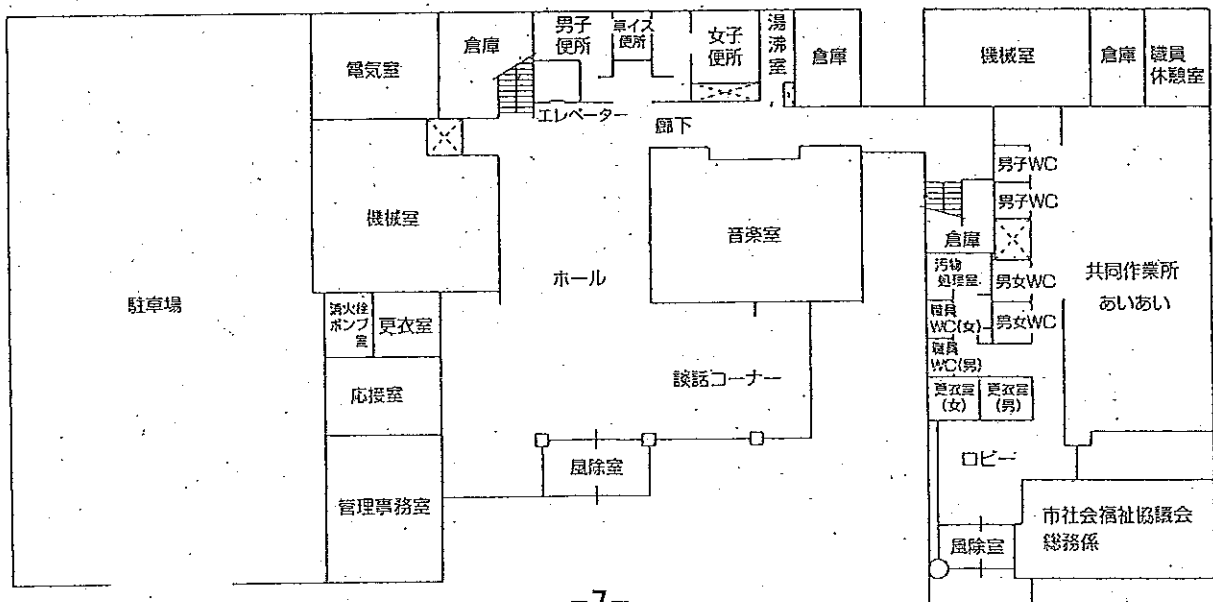 男子
便所
車イス
便所
女子
便所
湯沸室
倉庫
倉庫
電気室
機械室
倉庫
職員
休憩室
エレベーター
廊下
男子WC
男子WC
機械室
音楽室
倉庫
汚物
処理室
男女WC
共同作業所
あいあい
ホール
駐車場
消火栓
ポンプ
室
更衣室
職員
WC(女)
男女WC
職員
WC(男)
応接室
談話コーナー
更衣室
(女)
更衣室
(男)
風除室
ロビー
管理事務室
市社会福祉協議会
総務係
風除室
-7-